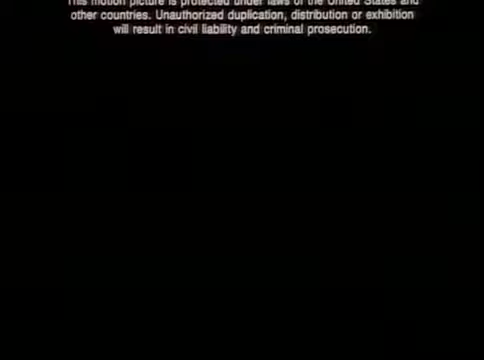 This motion picture is protected under laws of the United States and
other countries. Unauthorized duplication, distribution or exhibition
will result in civil liability and criminal prosecution.